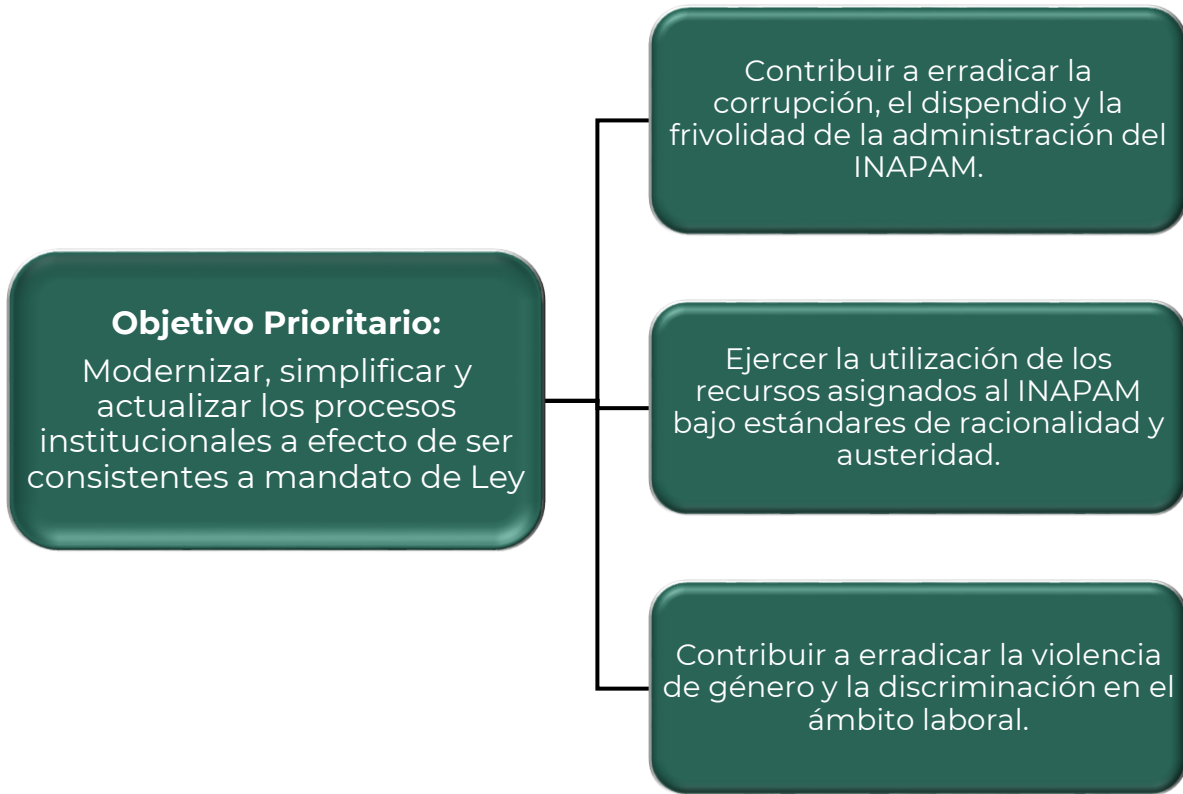 Objetivo Prioritario:
Modernizar, simplificar y
actualizar los procesos
institucionales a efecto de ser
consistentes a mandato de Ley
Contribuir a erradicar la
corrupción, el dispendio y la
frivolidad de la administración del
INAPAM.
Ejercer la utilización de los
recursos asignados al INAPAM
bajo estándares de racionalidad y
austeridad.
Contribuir a erradicar la violencia
de género y la discriminación en el
ámbito laboral.